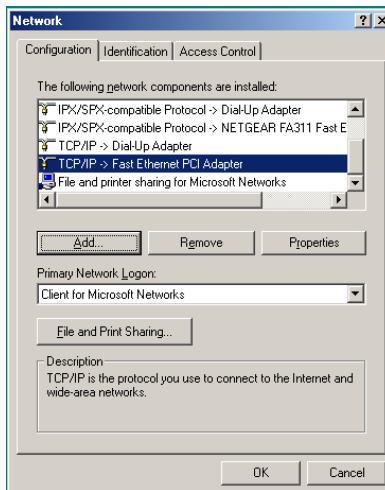 Network
Configuration Identification Access Control
The following network components are installed:
IPX/SPX-compatible Protocol -> Dial-Up Adapter
IPX/SPX-compatible Protocol -> NETGEAR FA311 Fast E
TCP/IP -> Dial-Up Adapter
TCP/IP -> Fast Ethernet PCI Adapter
File and printer sharing for Microsoft Networks
Add... Remove Properties
Primary Network Logon:
Client for Microsoft Networks
File and Print Sharing...
Description
TCP/IP is the protocol you use to connect to the Internet and
wide-area networks.
OK Cancel